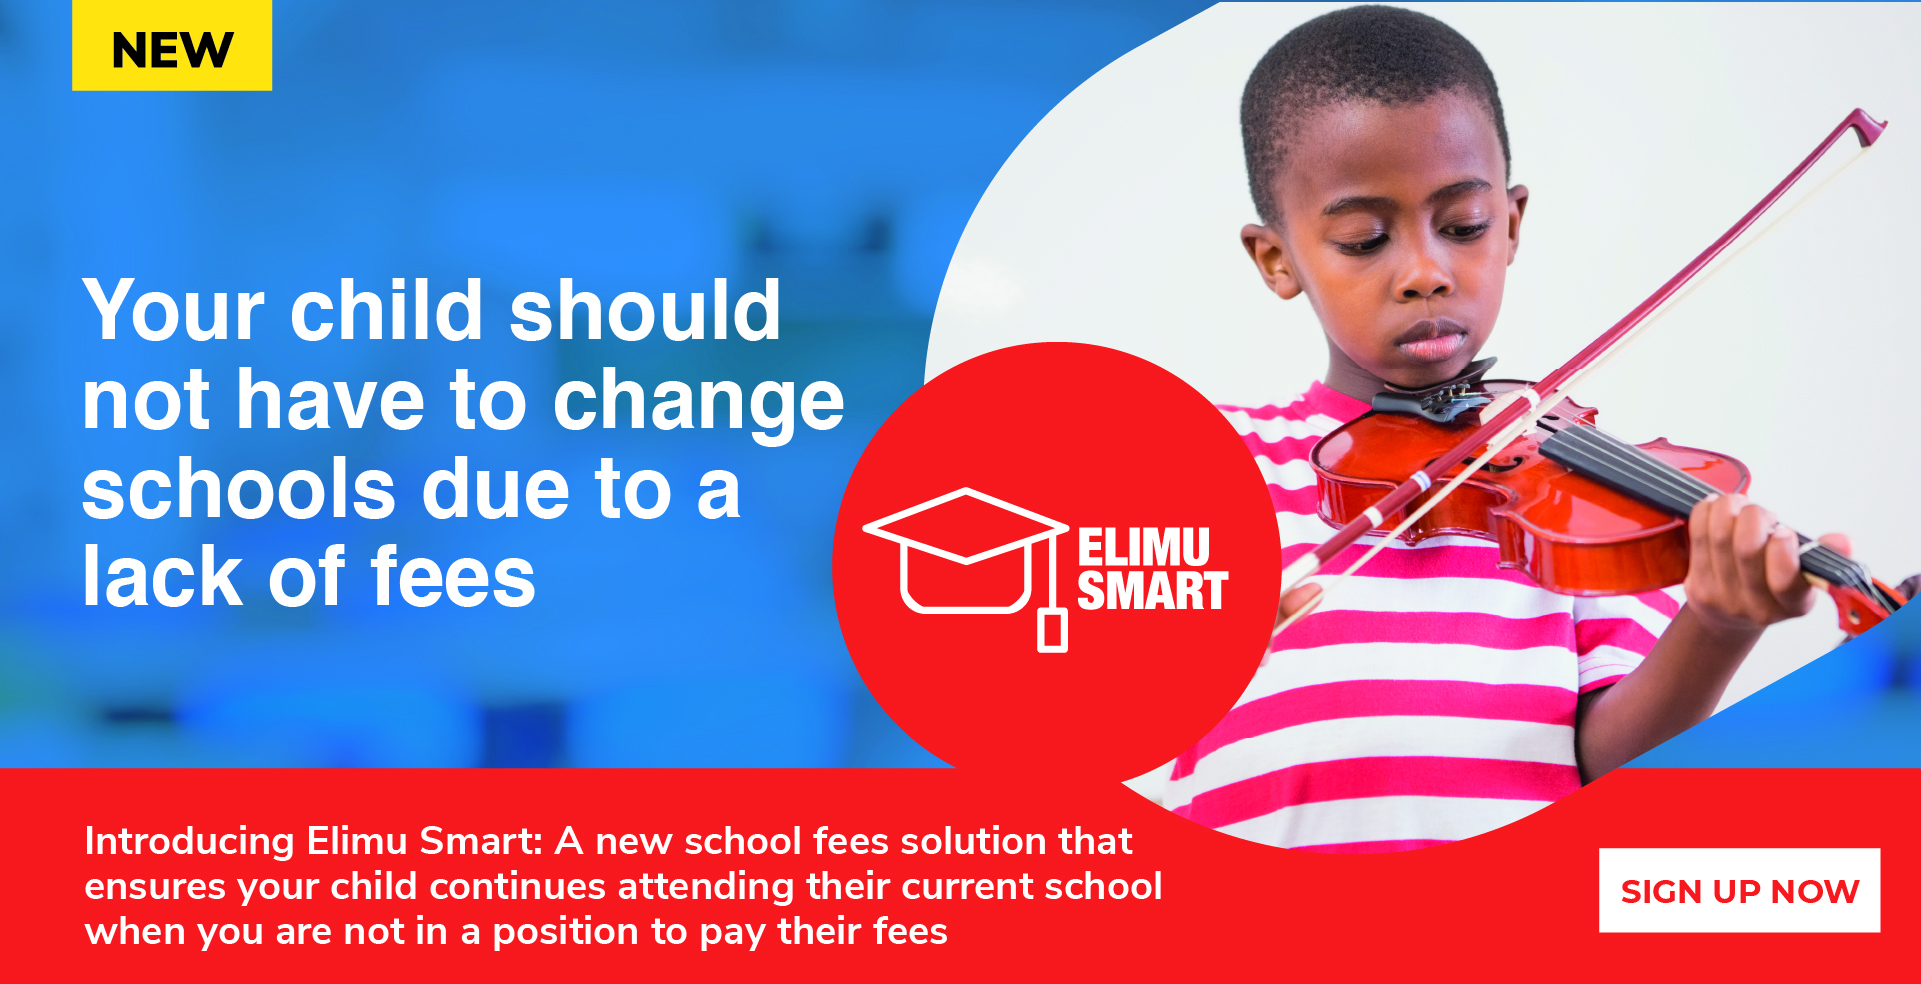 NEW
Your child should
not have to change
schools due to a
lack of fees
ELIMU
SMART
Introducing Elimu Smart: A new school fees solution that
ensures your child continues attending their current school
when you are not in a position to pay their fees
SIGN UP NOW